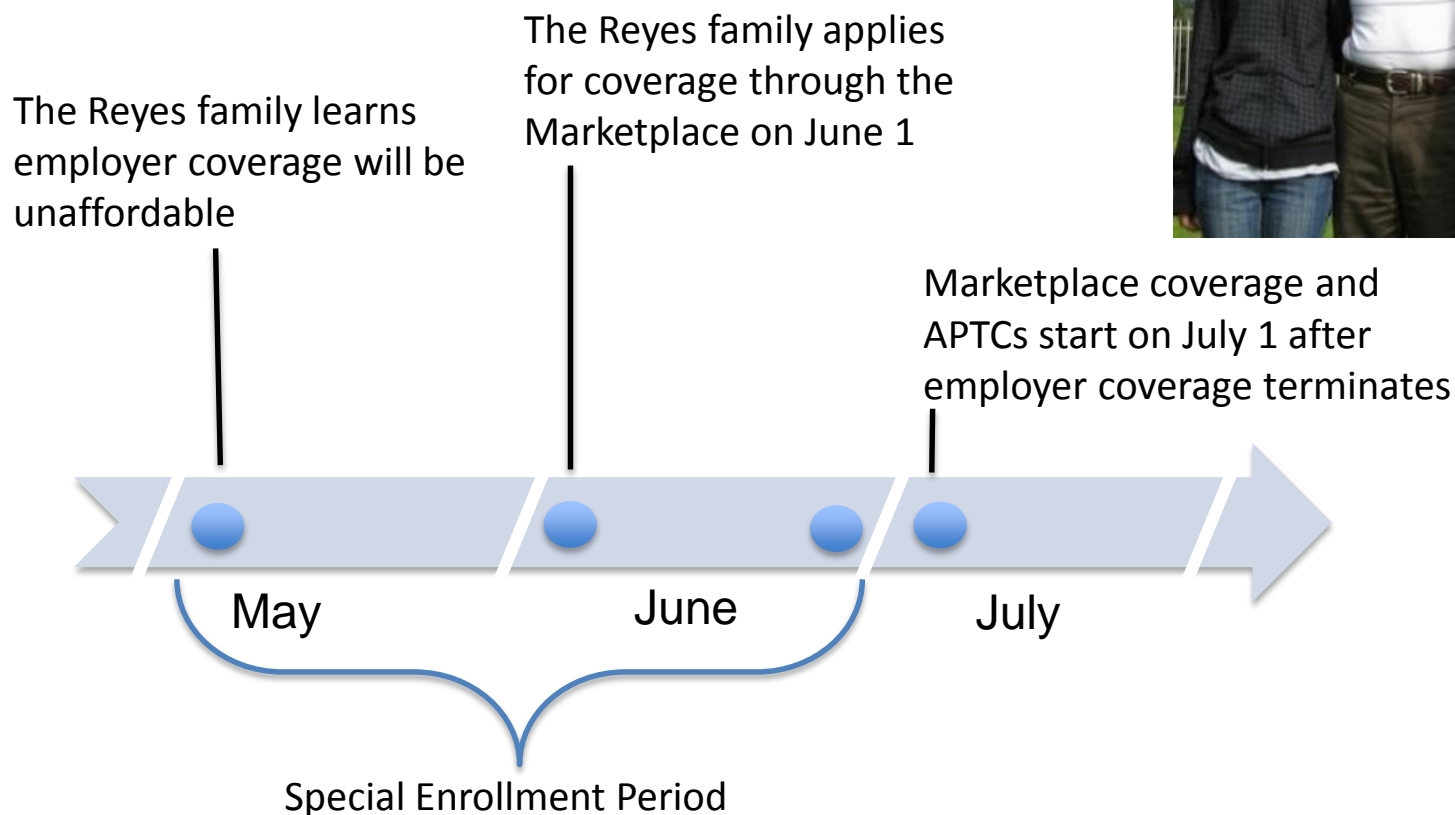 The Reyes family learns
employer coverage will be
unaffordable
The Reyes family applies
for coverage through the
Marketplace on June 1
Marketplace coverage and
APTCs start on July 1 after
employer coverage terminates
May
June
July
Special Enrollment Period